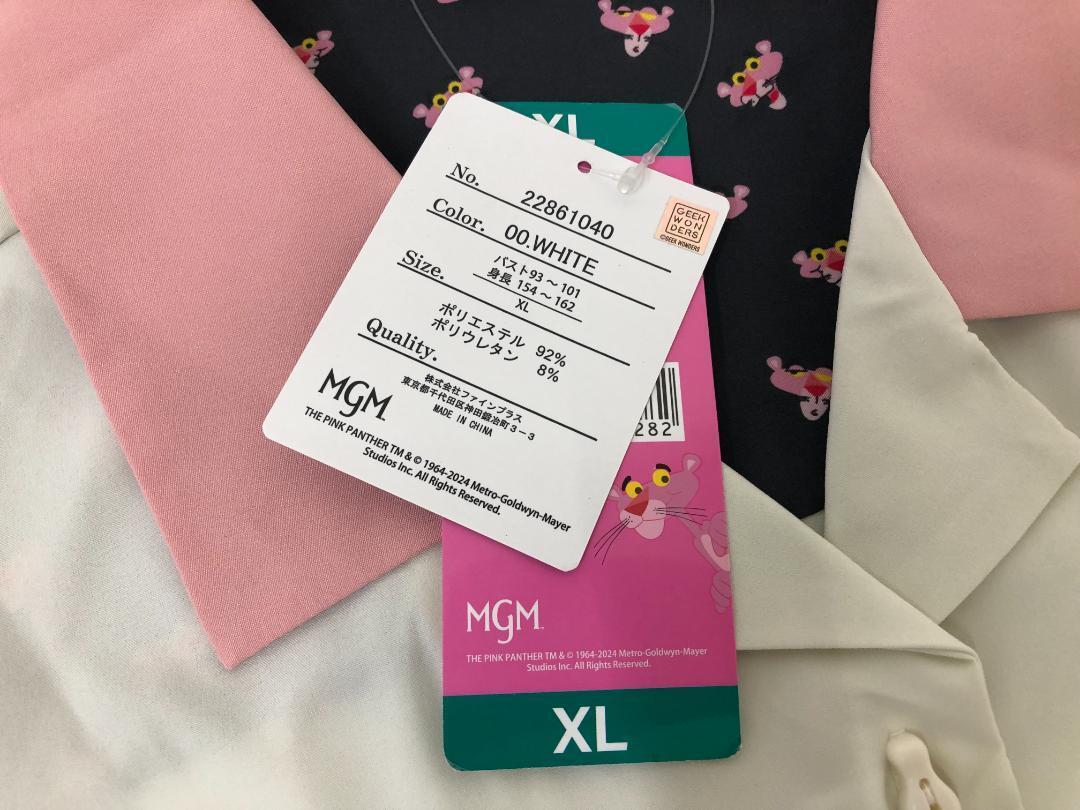 XL
No. 22861040
GEEK
WON
DERS
©GEEK WONDERS
Color. 00.WHITE
バスト93 ～ 101
身長 154 ～ 162
Size. XL
ポリエステル 92%
ポリウレタン 8%
Quality.
株式会社ファインプラス
東京都千代田区神田鍛冶町3-3
MADE IN CHINA
MGM
THE PINK PANTHER TM & © 1964-2024 Metro-Goldwyn-Mayer
Studios Inc. All Rights Reserved.
282
MGM
THE PINK PANTHER TM & © 1964-2024 Metro-Goldwyn-Mayer
Studios Inc. All Rights Reserved.
XL